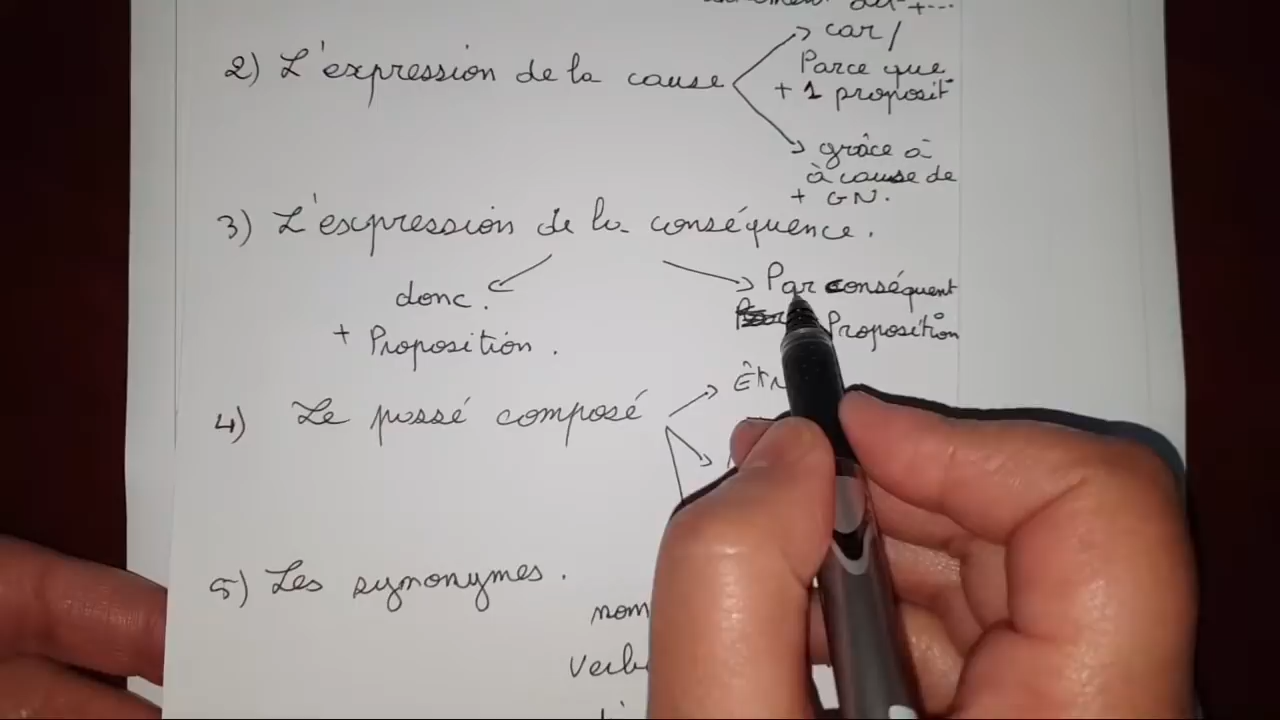 2) L'expression de la cause
car /
Parce que
+ 1 proposit°
grâce à
à cause de
+ GN.
3) L'expression de la conséquence.
donc.
+ Proposition.
Par conséquent
Proposition
4) Le passé composé
5) Les synonymes.
nom